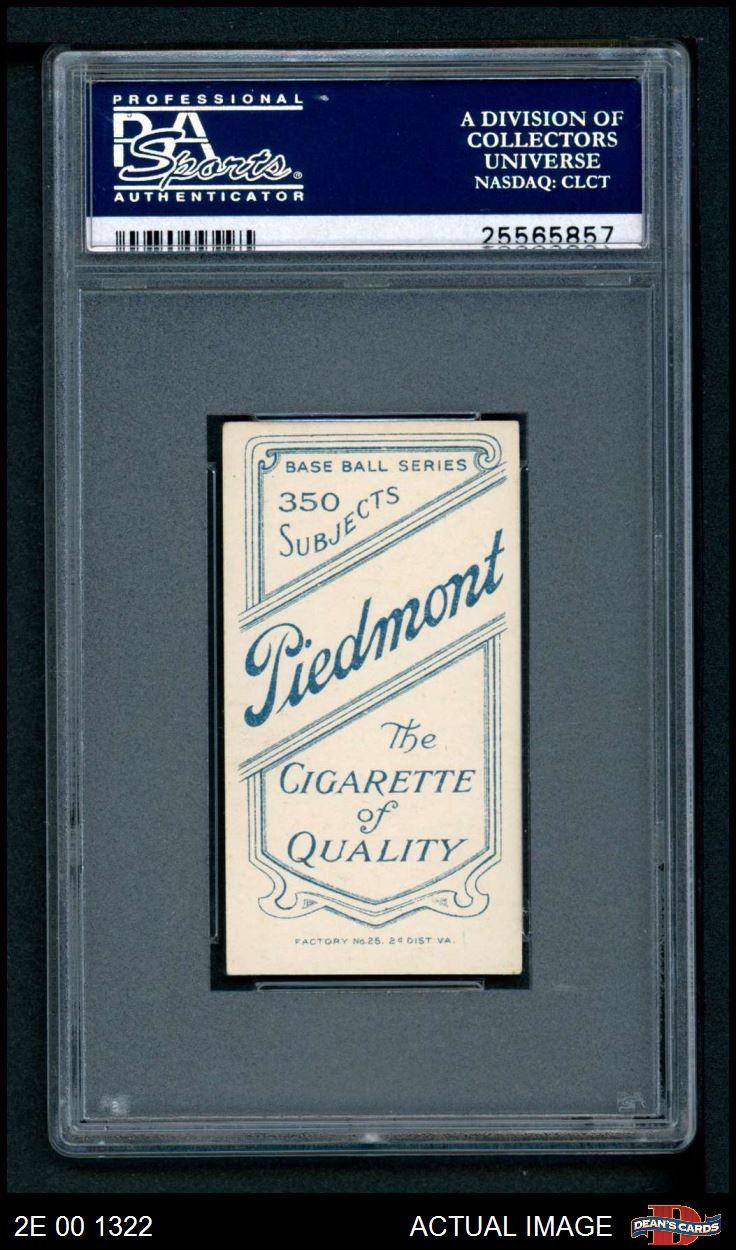 PROFESSIONAL
PSA
Sports®
AUTHENTICATOR
A DIVISION OF
COLLECTORS
UNIVERSE
NASDAQ: CLCT
25565857
BASE BALL SERIES
350
SUBJECTS
Piedmont
The
CIGARETTE
of
QUALITY
FACTORY No. 25. 2d DIST. VA.
2E 00 1322
ACTUAL IMAGE
D
DEAN'S CARDS